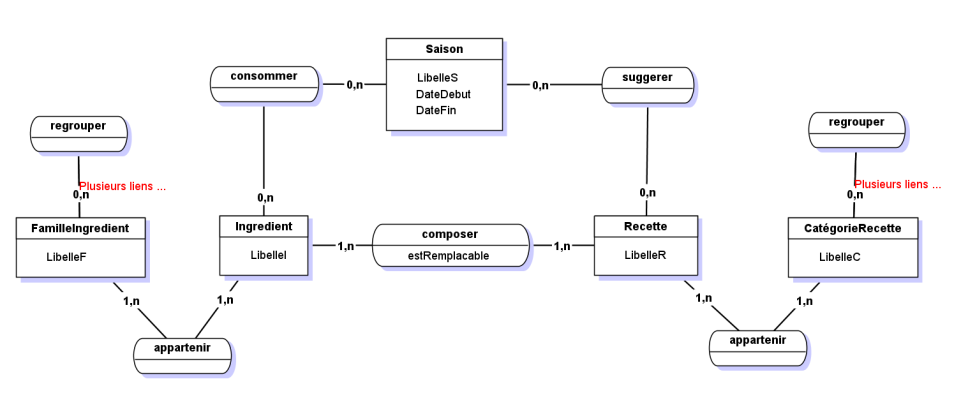 Saison
LibelleS
DateDebut
DateFin
consommer
0,n
0,n
suggerer
regrouper
regrouper
Plusieurs liens ...
0,n
0,n
0,n
Plusieurs liens ...
0,n
FamilleIngredient
LibelleF
Ingredient
LibelleI
1,n
composer
estRemplacable
1,n
Recette
LibelleR
CatégorieRecette
LibelleC
1,n
1,n
1,n
1,n
appartenir
appartenir